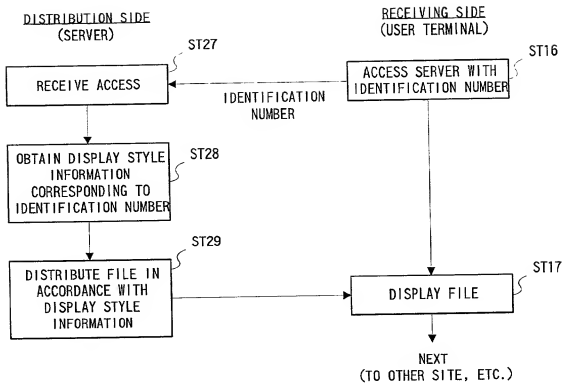 DISTRIBUTION SIDE
(SERVER)
RECEIVING SIDE
(USER TERMINAL)
ST27
RECEIVE ACCESS
ST16
ACCESS SERVER WITH
IDENTIFICATION NUMBER
IDENTIFICATION
NUMBER
ST28
OBTAIN DISPLAY STYLE
INFORMATION
CORRESPONDING TO
IDENTIFICATION NUMBER
ST29
DISTRIBUTE FILE IN
ACCORDANCE WITH
DISPLAY STYLE
INFORMATION
ST17
DISPLAY FILE
NEXT
(TO OTHER SITE, ETC.)